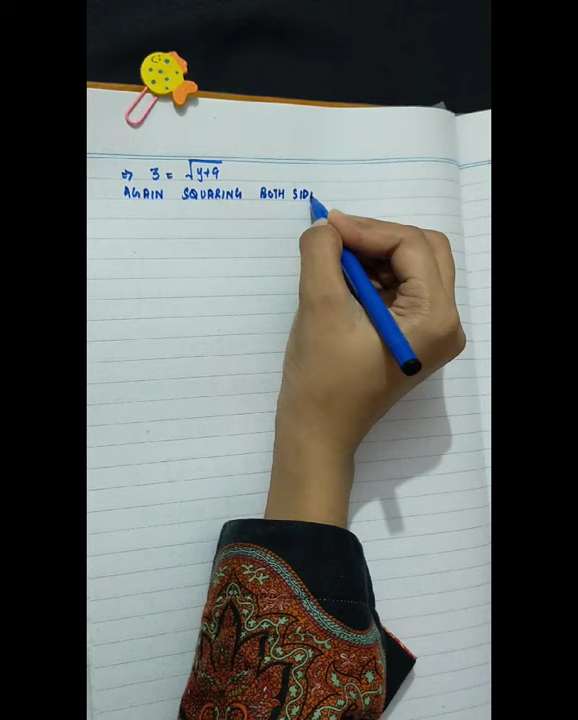 ⇒ 3 = √y+9
AGAIN SQUARING BOTH SID